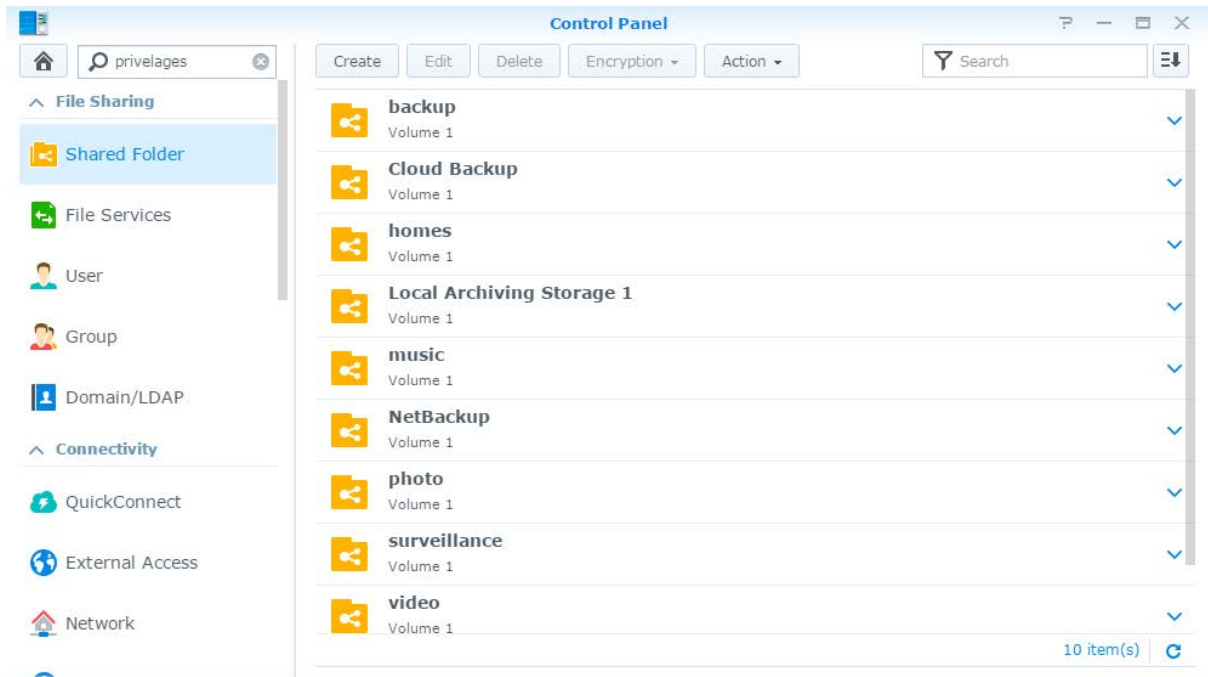 Control Panel
privelages
File Sharing
Shared Folder
File Services
User
Group
Domain/LDAP
Connectivity
QuickConnect
External Access
Network
Create Edit Delete Encryption Action Search
backup
Volume 1
Cloud Backup
Volume 1
homes
Volume 1
Local Archiving Storage 1
Volume 1
music
Volume 1
NetBackup
Volume 1
photo
Volume 1
surveillance
Volume 1
video
Volume 1
10 item(s)